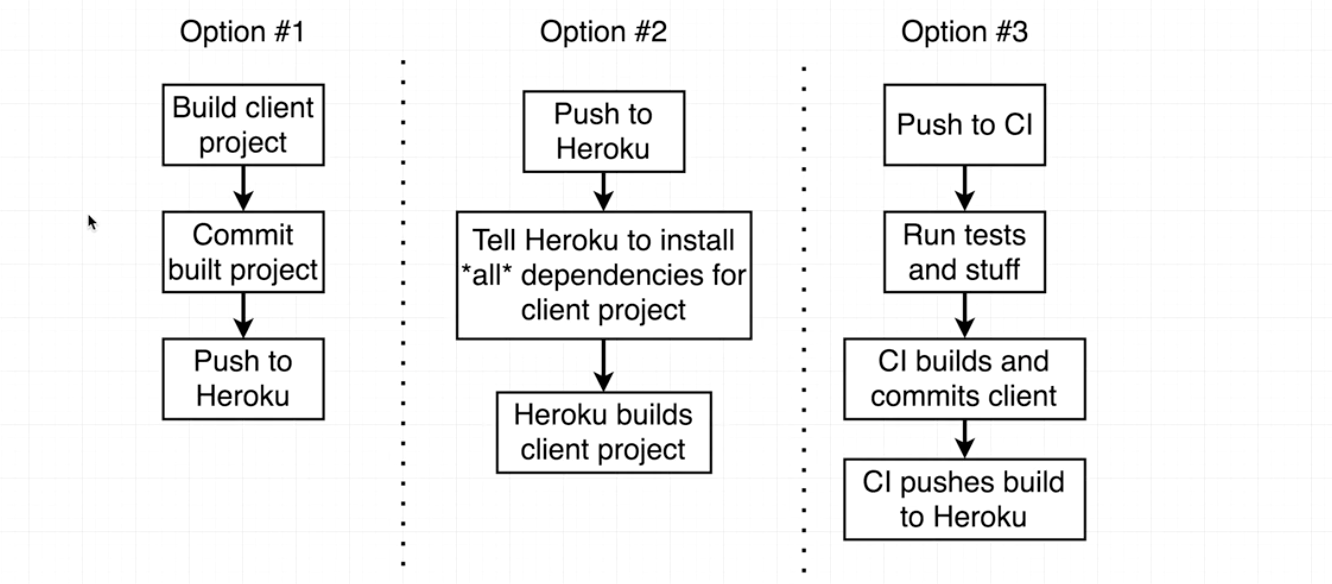 Option #1
Build client
project
Commit
built project
Push to
Heroku
Option #2
Push to
Heroku
Tell Heroku to install
*all* dependencies for
client project
Heroku builds
client project
Option #3
Push to CI
Run tests
and stuff
CI builds and
commits client
CI pushes build
to Heroku